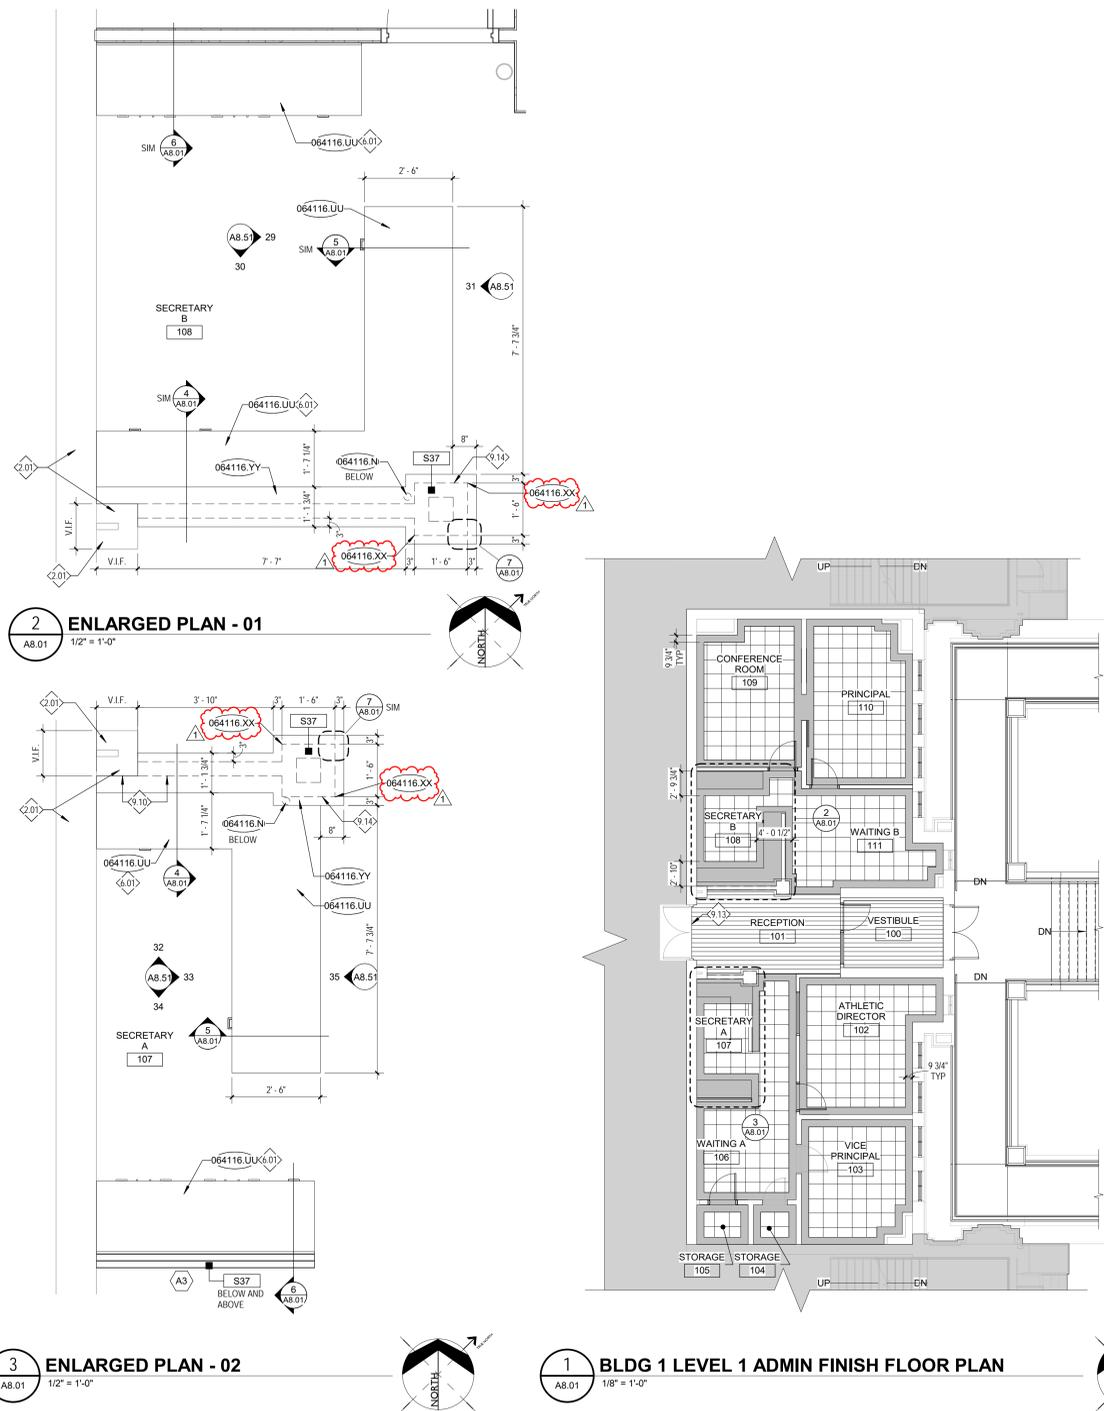 064116.UU
6.01
6
A8.01
SIM
2' - 6"
064116.UU
A8.51
29
30
SIM
5
A8.01
31
A8.51
SECRETARY
B
108
7' - 7 3/4"
SIM
4
A8.01
064116.UU
6.01
8"
2.01
064116.YY
1' - 7 1/4"
064116.N
BELOW
S37
9.14
3"
064116.XX
1
1' - 6"
3"
1' - 1 3/4"
3"
V.I.F.
2.01
V.I.F.
7' - 7"
1
064116.XX
3"
1' - 6"
3"
7
A8.01
2
A8.01
ENLARGED PLAN - 01
1/2" = 1'-0"
NORTH
TRUE NORTH
2.01
V.I.F.
3' - 10"
3"
1' - 6"
3"
7
A8.01
SIM
064116.XX
1
S37
V.I.F.
3"
3"
1' - 1 3/4"
1' - 6"
064116.XX
1
3"
2.01
9.10
1' - 7 1/4"
064116.N
BELOW
9.14
8"
064116.UU
6.01
4
A8.01
064116.YY
064116.UU
7' - 7 3/4"
32
A8.51
33
34
35
A8.51
SECRETARY
A
107
5
A8.01
2' - 6"
064116.UU
6.01
A3
S37
BELOW AND
ABOVE
6
A8.01
3
A8.01
ENLARGED PLAN - 02
1/2" = 1'-0"
NORTH
TRUE NORTH
UP
DN
9 3/4"
TYP
CONFERENCE
ROOM
109
PRINCIPAL
110
2' - 9 3/4"
SECRETARY
B
108
4' - 0 1/2"
2
A8.01
WAITING B
111
2' - 10"
9.13
RECEPTION
101
VESTIBULE
100
DN
DN
DN
SECRETARY
A
107
ATHLETIC
DIRECTOR
102
9 3/4"
TYP
3
A8.01
WAITING A
106
VICE
PRINCIPAL
103
STORAGE
105
STORAGE
104
UP
DN
1
A8.01
BLDG 1 LEVEL 1 ADMIN FINISH FLOOR PLAN
1/8" = 1'-0"